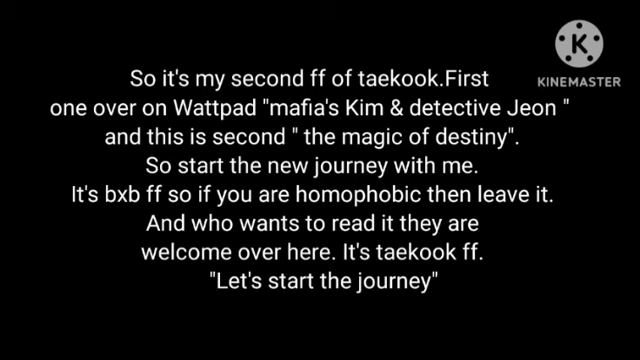 K
KINEMASTER
So it's my second ff of taekook.First
one over on Wattpad "mafia's Kim & detective Jeon "
and this is second " the magic of destiny".
So start the new journey with me.
It's bxb ff so if you are homophobic then leave it.
And who wants to read it they are
welcome over here. It's taekook ff.
"Let's start the journey"